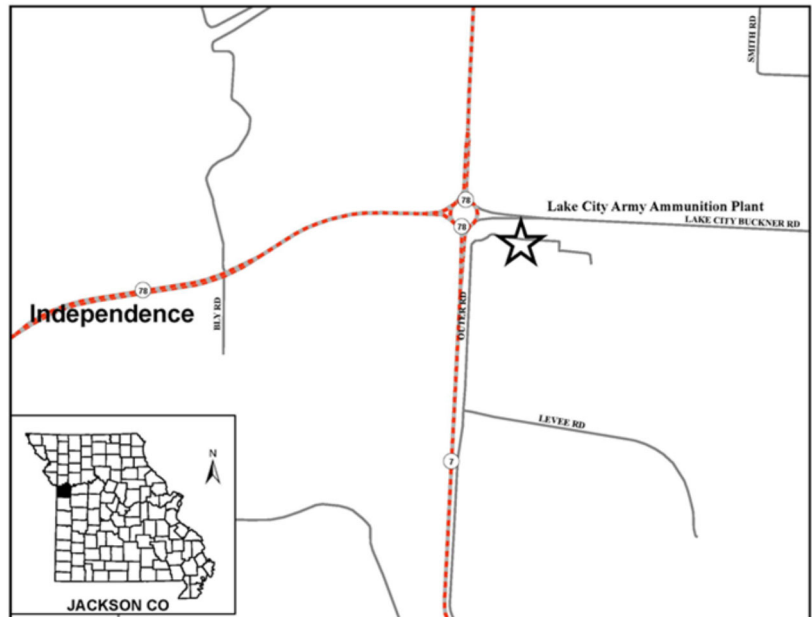 SMITH RD
78
Lake City Army Ammunition Plant
LAKE CITY BUCKNER RD
78
78
Independence
BLY RD
OUTER RD
LEVEE RD
7
N
JACKSON CO